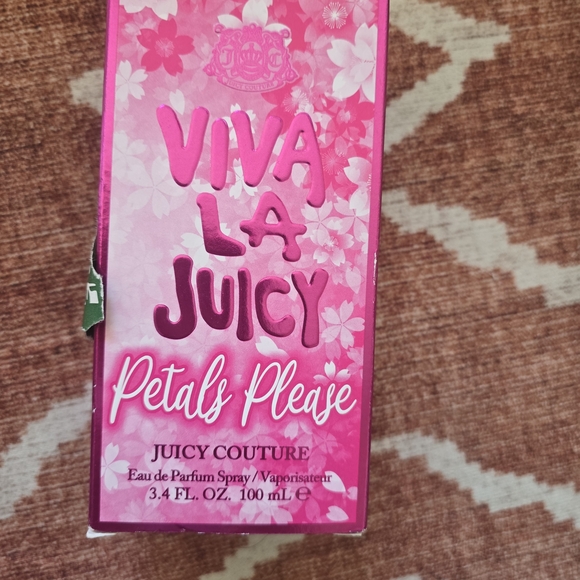 VIVA
LA
JUICY
Petals Please
JUICY COUTURE
Eau de Parfum Spray / Vaporisateur
3.4 FL. OZ. 100 mL ℮